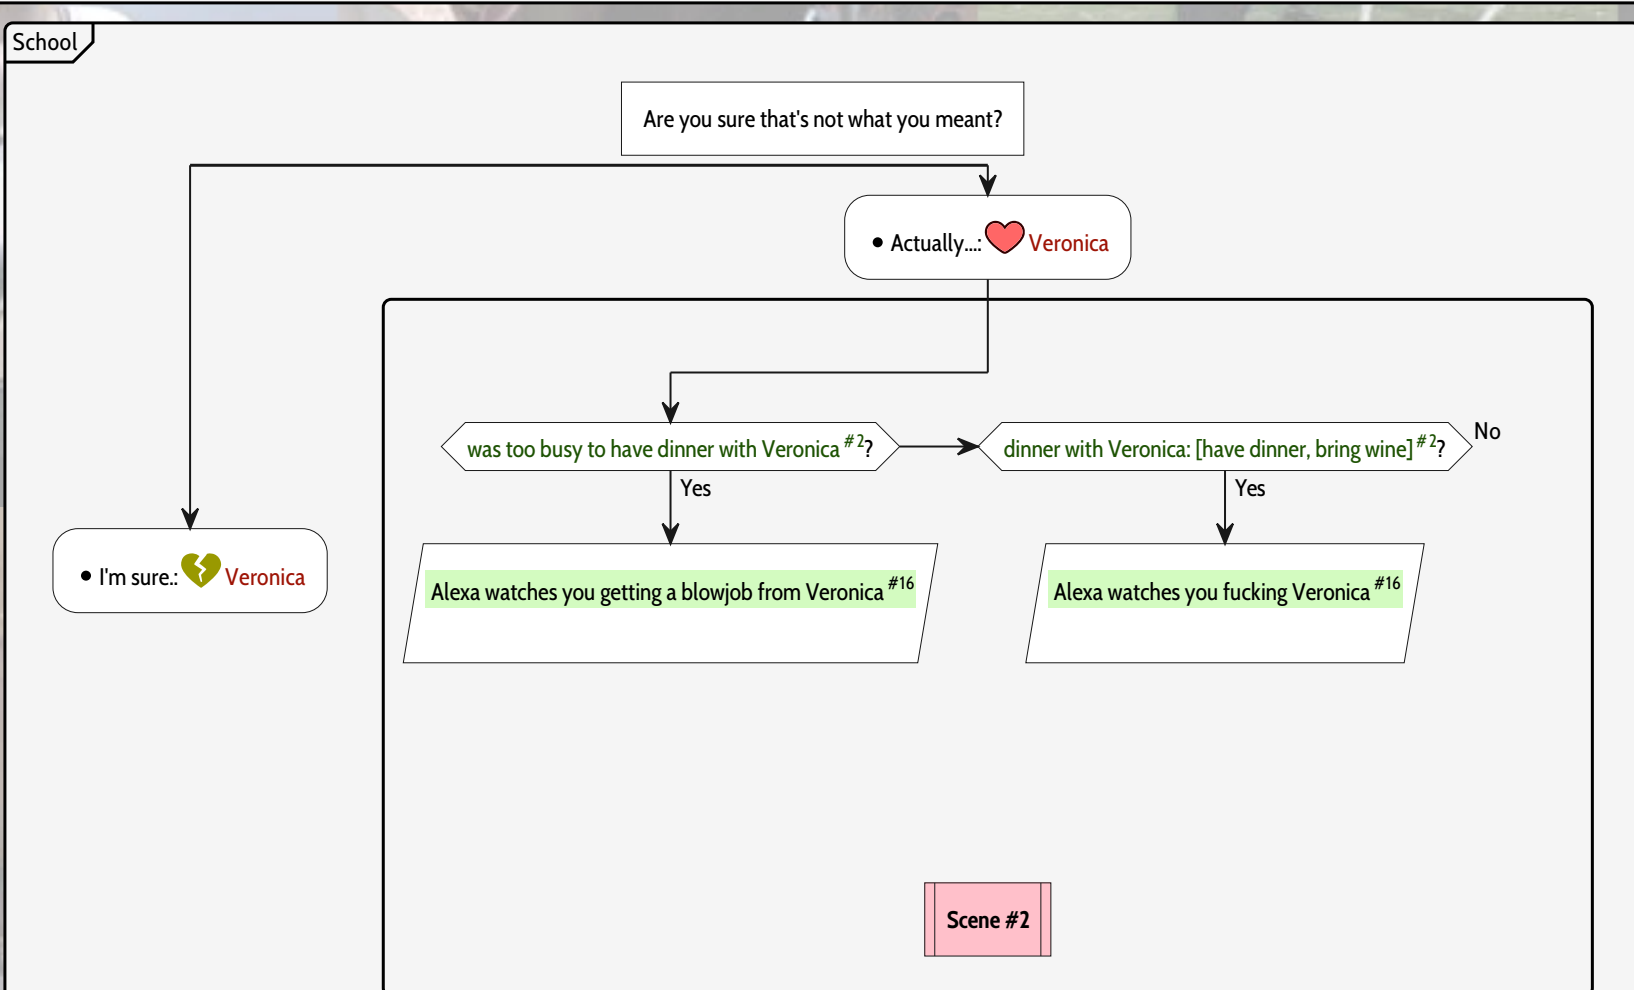 School
Are you sure that's not what you meant?
• Actually...: Veronica
was too busy to have dinner with Veronica #2?
dinner with Veronica: [have dinner, bring wine] #2?
No
Yes
Yes
• I'm sure.: Veronica
Alexa watches you getting a blowjob from Veronica #16
Alexa watches you fucking Veronica #16
Scene #2